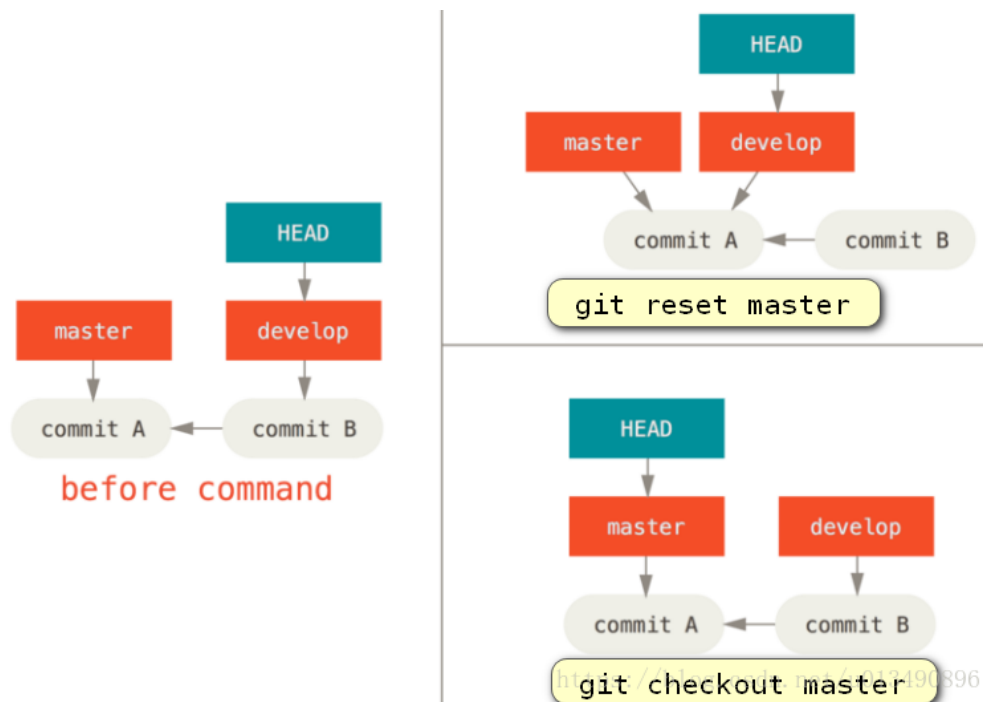 HEAD
master
develop
commit A
commit B
before command
HEAD
master
develop
commit A
commit B
git reset master
HEAD
master
develop
commit A
commit B
git checkout master